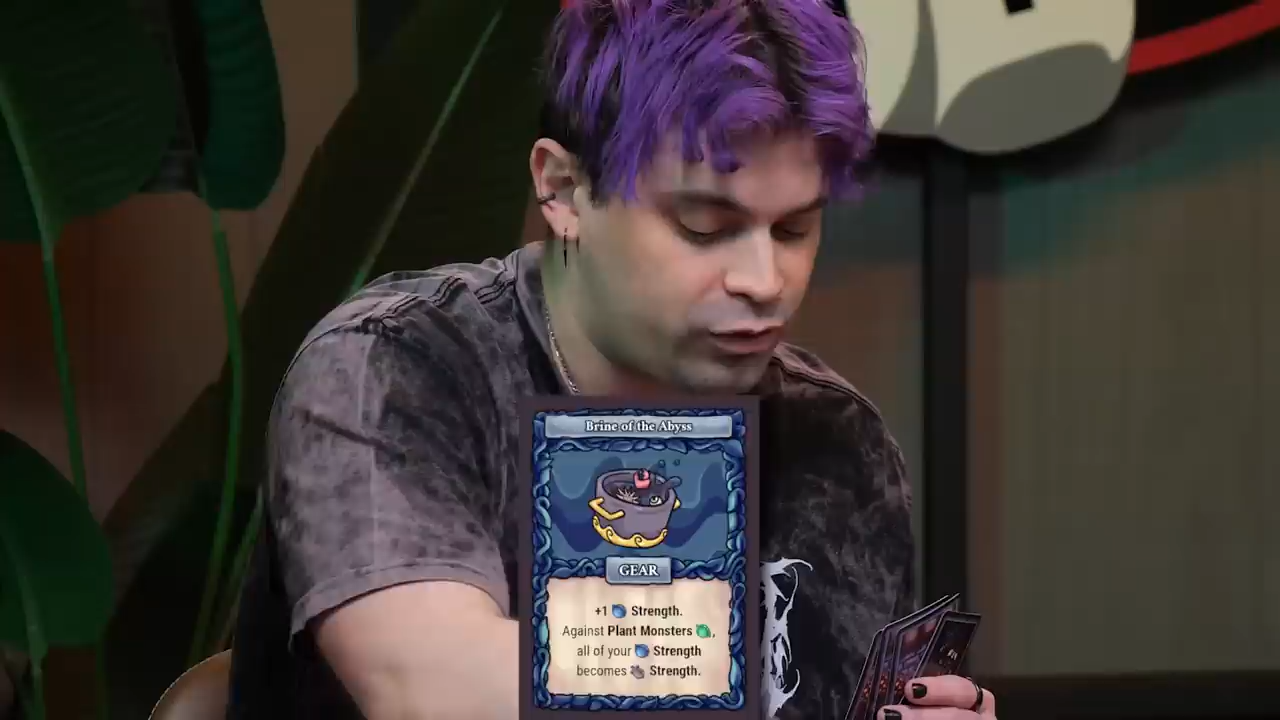 Brine of the Abyss
GEAR
+1 Strength.
Against Plant Monsters ,
all of your Strength
becomes Strength.